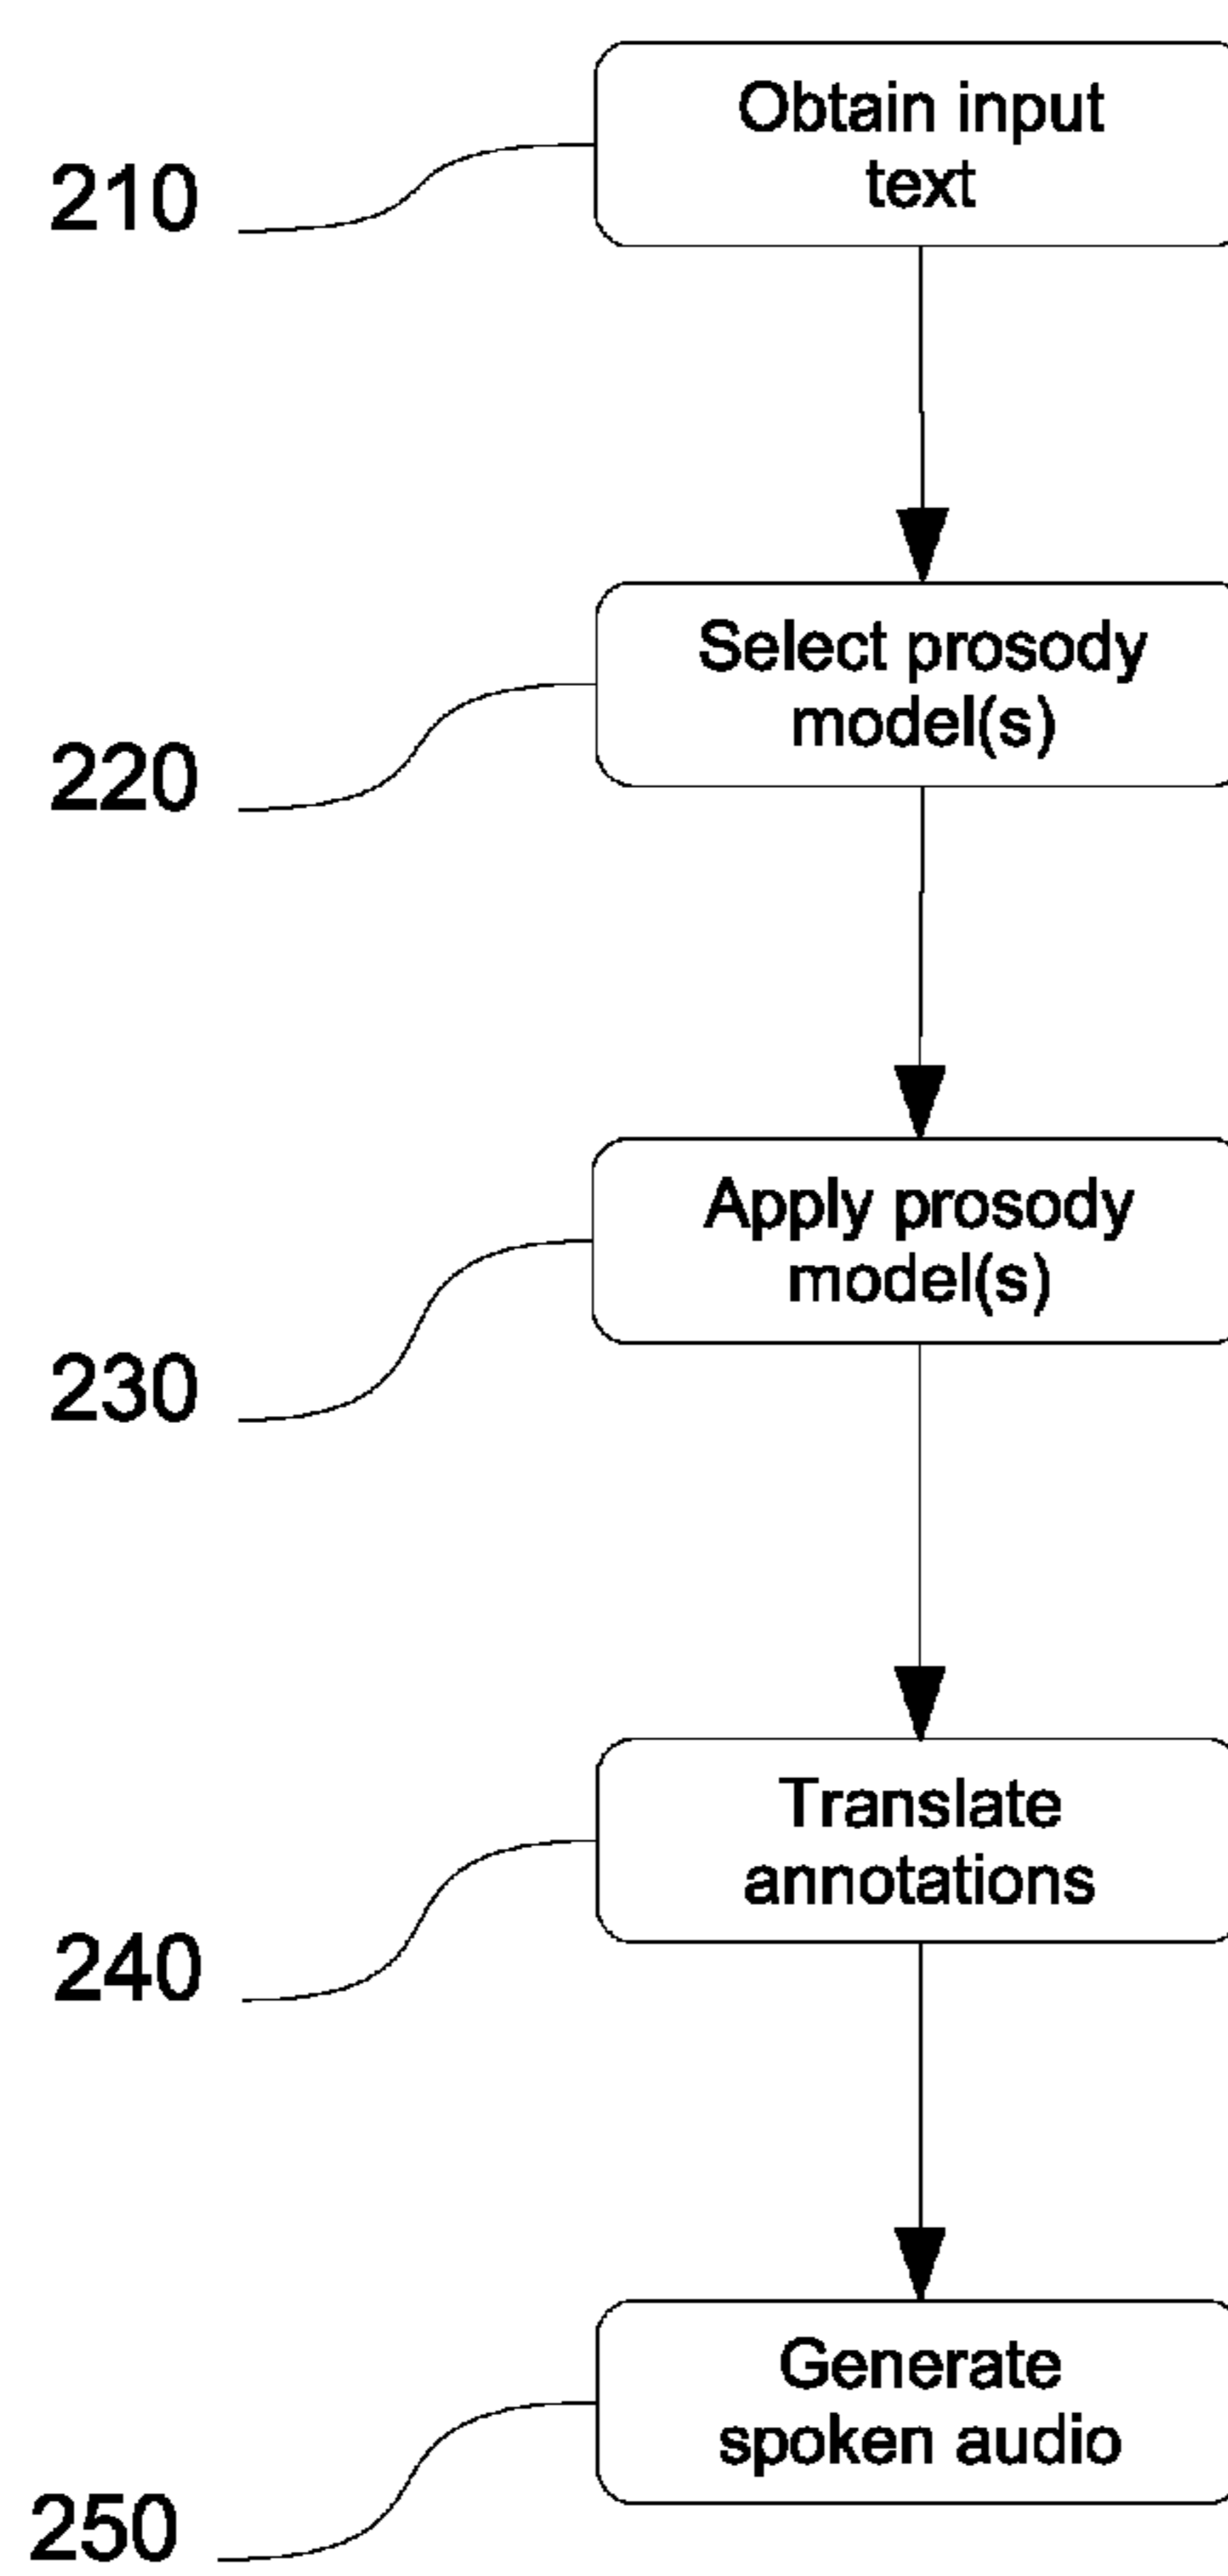 Obtain input
text
210
Select prosody
model(s)
220
Apply prosody
model(s)
230
Translate
annotations
240
Generate
spoken audio
250